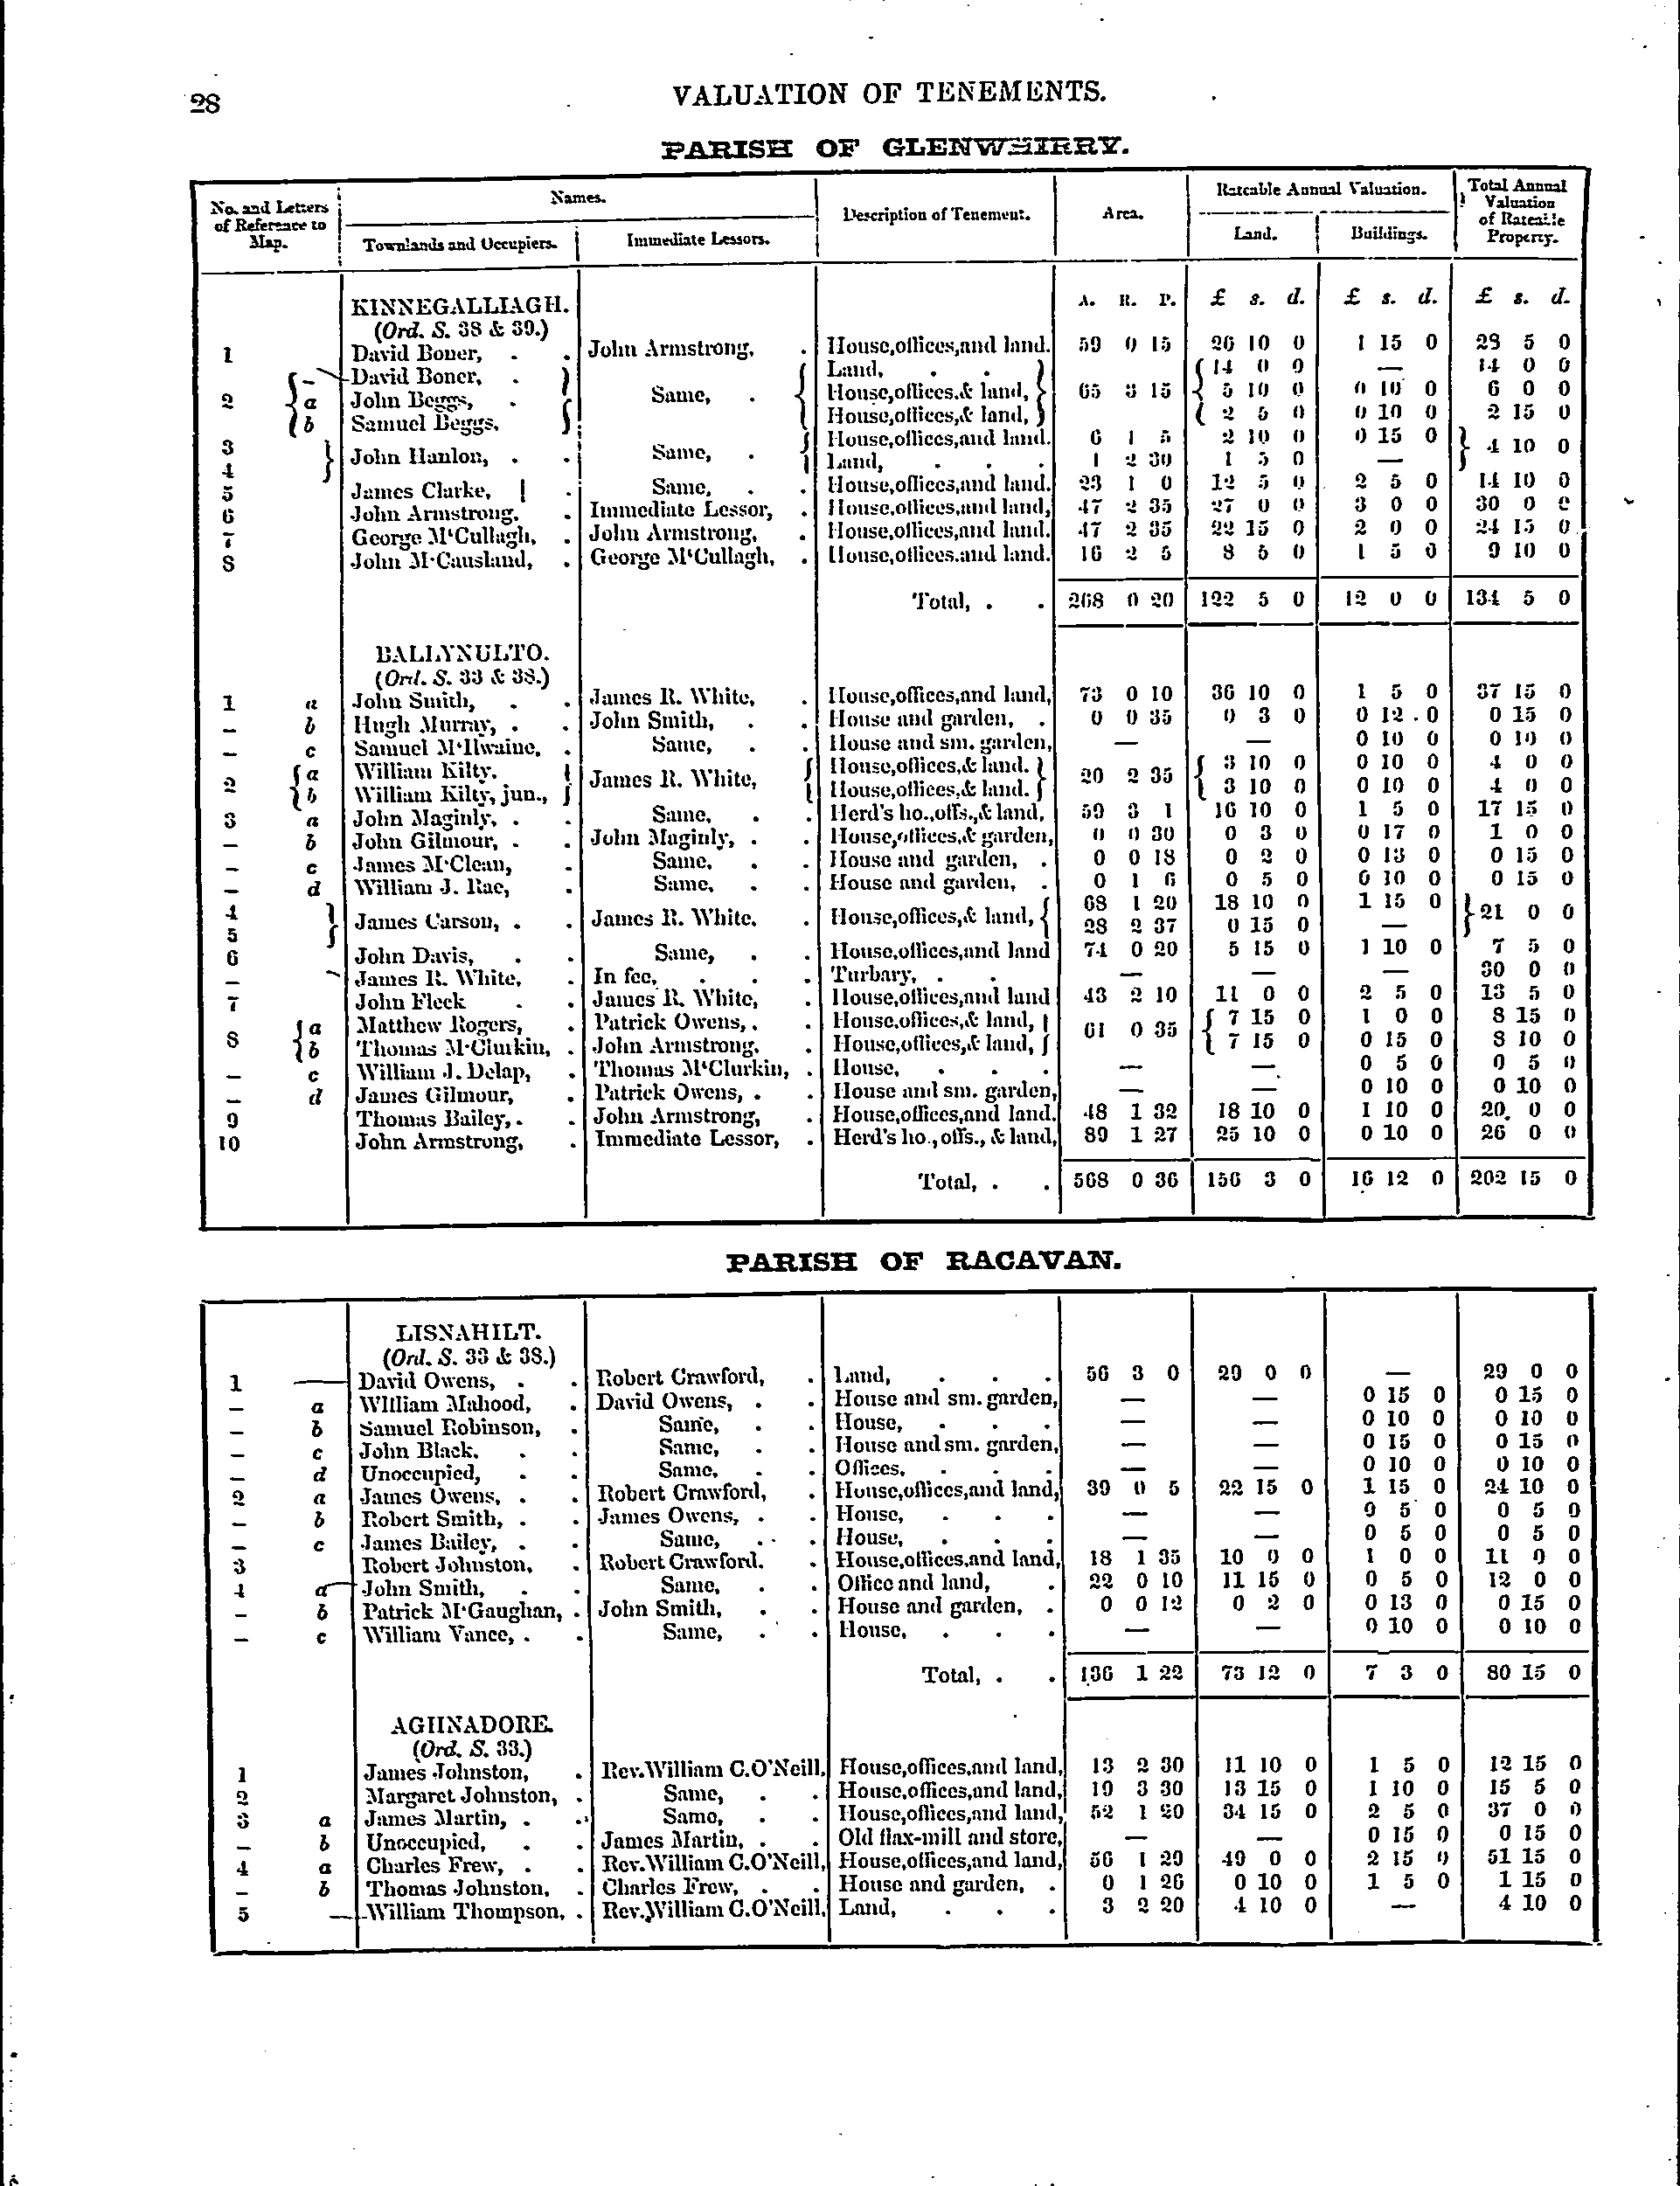 28
VALUATION OF TENEMENTS.
PARISH OF GLENWHIRRY.
No. and Letters of Reference to Map. Names. Description of Tenement. Area. Rateable Annual Valuation. Total Annual Valuation of Rateable Property.
Townlands and Occupiers. Immediate Lessors. Land. Buildings.
KINNEGALLIAGH. A. R. P. £ s. d. £ s. d. £ s. d.
(Ord. S. 38 & 39.)
1 David Boner, . . John Armstrong, . House,offices,and land. 59 0 15 26 10 0 1 15 0 28 5 0
– David Boner, . Land, . . 14 0 0 — 14 0 0
2 { a John Beggs, . } Same, . { House,offices,& land, } 65 3 15 { 5 10 0 0 10 0 6 0 0
b Samuel Beggs, House,offices,& land, 2 5 0 0 10 0 2 15 0
3 } John Hanlon, . . Same, . { House,offices,and land. 6 1 5 2 10 0 0 15 0 } 4 10 0
4 Land, . . . 1 2 30 1 5 0 —
5 James Clarke, . Same, . . House,offices,and land. 23 1 0 12 5 0 2 5 0 14 10 0
6 John Armstrong, . Immediate Lessor, . House,offices,and land, 47 2 35 27 0 0 3 0 0 30 0 0
7 George M‘Cullagh, . John Armstrong, . House,offices,and land. 47 2 35 22 15 0 2 0 0 24 15 0
8 John M‘Causland, . George M‘Cullagh, . House,offices.and land. 16 2 5 8 5 0 1 5 0 9 10 0
Total, . . 268 0 20 122 5 0 12 0 0 134 5 0
BALLYNULTO.
(Ord. S. 33 & 38.)
1 a John Smith, . . James R. White, . House,offices,and land, 73 0 10 36 10 0 1 5 0 37 15 0
– b Hugh Murray, . . John Smith, . . House and garden, . 0 0 35 0 3 0 0 12 0 0 15 0
– c Samuel M‘Ilwaine, . Same, . . House and sm. garden, — — 0 10 0 0 10 0
2 { a William Kilty, } James R. White, { House,offices,& land. } 20 2 35 { 3 10 0 0 10 0 4 0 0
b William Kilty, jun., House,offices,& land. 3 10 0 0 10 0 4 0 0
3 a John Maginly, . . Same, . . Herd's ho.,offs.,& land, 59 3 1 16 10 0 1 5 0 17 15 0
– b John Gilmour, . . John Maginly, . . House,offices,& garden, 0 0 30 0 3 0 0 17 0 1 0 0
– c James M‘Clean, . Same, . . House and garden, . 0 0 18 0 2 0 0 13 0 0 15 0
– d William J. Rae, . Same, . . House and garden, . 0 1 6 0 5 0 0 10 0 0 15 0
4 } James Carson, . . James R. White, . House,offices,& land, { 68 1 20 18 10 0 1 15 0 } 21 0 0
5 28 2 37 0 15 0 —
6 John Davis, . . Same, . . House,offices,and land 74 0 20 5 15 0 1 10 0 7 5 0
– James R. White, . In fee, . . . Turbary, . . — — — 30 0 0
7 John Fleck . . James R. White, . House,offices,and land 43 2 10 11 0 0 2 5 0 13 5 0
8 { a Matthew Rogers, . Patrick Owens, . . House,offices,& land, } 61 0 35 { 7 15 0 1 0 0 8 15 0
b Thomas M‘Clurkin, . John Armstrong, . House,offices,& land, 7 15 0 0 15 0 8 10 0
– c William J. Delap, . Thomas M‘Clurkin, . House, . . . — — 0 5 0 0 5 0
– d James Gilmour, . Patrick Owens, . . House and sm. garden, — — 0 10 0 0 10 0
9 Thomas Bailey, . . John Armstrong, . House,offices,and land. 48 1 32 18 10 0 1 10 0 20 0 0
10 John Armstrong, . Immediate Lessor, . Herd's ho., offs., & land, 89 1 27 25 10 0 0 10 0 26 0 0
Total, . . 568 0 36 156 3 0 16 12 0 202 15 0
PARISH OF RACAVAN.
LISNAHILT.
(Ord. S. 33 & 38.)
1 — David Owens, . . Robert Crawford, . Land, . . . 56 3 0 29 0 0 — 29 0 0
– a William Mahood, . David Owens, . . House and sm. garden, — — 0 15 0 0 15 0
– b Samuel Robinson, . Same, . . House, . . . — — 0 10 0 0 10 0
– c John Black, . . Same, . . House and sm. garden, — — 0 15 0 0 15 0
– d Unoccupied, . . Same, . . Offices, . . . — — 0 10 0 0 10 0
2 a James Owens, . . Robert Crawford, . House,offices,and land, 39 0 5 22 15 0 1 15 0 24 10 0
– b Robert Smith, . . James Owens, . . House, . . . — — 0 5 0 0 5 0
– c James Bailey, . . Same, . . House, . . . — — 0 5 0 0 5 0
3 Robert Johnston, . Robert Crawford. . House,offices,and land, 18 1 35 10 0 0 1 0 0 11 0 0
4 a John Smith, . . Same, . . Office and land, . 22 0 10 11 15 0 0 5 0 12 0 0
– b Patrick M‘Gaughan, . John Smith, . . House and garden, . 0 0 12 0 2 0 0 13 0 0 15 0
– c William Vance, . . Same, . . House, . . . — — 0 10 0 0 10 0
Total, . . 136 1 22 73 12 0 7 3 0 80 15 0
AGHNADORE.
(Ord. S. 33.)
1 James Johnston, . Rev.William C.O'Neill, House,offices,and land, 13 2 30 11 10 0 1 5 0 12 15 0
2 Margaret Johnston, . Same, . . House,offices,and land, 19 3 30 13 15 0 1 10 0 15 5 0
3 a James Martin, . . Same, . . House,offices,and land, 52 1 20 34 15 0 2 5 0 37 0 0
– b Unoccupied, . . James Martin, . . Old flax-mill and store, — — 0 15 0 0 15 0
4 a Charles Frew, . . Rev.William C.O'Neill, House,offices,and land, 56 1 29 49 0 0 2 15 0 51 15 0
– b Thomas Johnston, . Charles Frew, . . House and garden, . 0 1 26 0 10 0 1 5 0 1 15 0
5 — William Thompson, . Rev.William C.O'Neill, Land, . . . 3 2 20 4 10 0 — 4 10 0